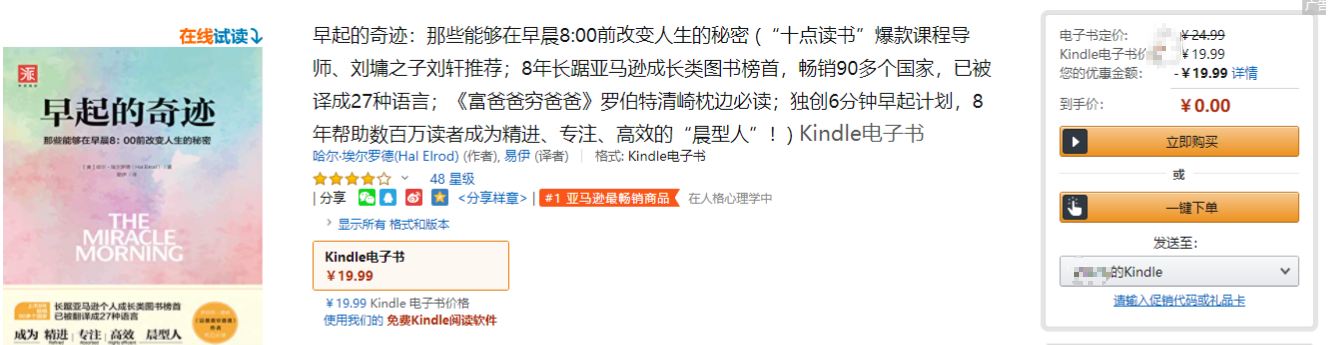 在线试读
派
早起的奇迹
那些能够在早晨8：00前改变人生的秘密
THE
MIRACLE
MORNING
长踞亚马逊个人成长类图书榜首
已被翻译成27种语言
成为 精进 专注 高效 晨型人
早起的奇迹：那些能够在早晨8:00前改变人生的秘密 (“十点读书”爆款课程导
师、刘墉之子刘轩推荐；8年长踞亚马逊成长类图书榜首，畅销90多个国家，已被
译成27种语言；《富爸爸穷爸爸》罗伯特清崎枕边必读；独创6分钟早起计划，8
年帮助数百万读者成为精进、专注、高效的“晨型人”！) Kindle电子书
哈尔·埃尔罗德(Hal Elrod) (作者), 易伊 (译者) | 格式: Kindle电子书
48 星级
| 分享 <分享样章> | #1 亚马逊最畅销商品 在人格心理学中
显示所有 格式和版本
Kindle电子书
￥19.99
￥19.99 Kindle 电子书价格
使用我们的 免费Kindle阅读软件
广告
电子书定价: ￥24.99
Kindle电子书价 ￥19.99
您的优惠金额: -￥19.99 详情
到手价: ￥0.00
立即购买
或
一键下单
发送至:
的Kindle
请输入促销代码或礼品卡